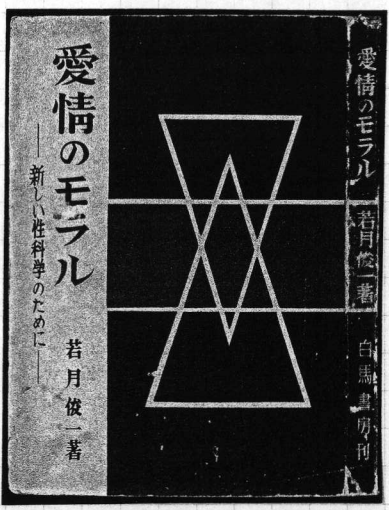 愛情のモラル
若月俊一著
白馬書房刊
愛情のモラル
──新しい性科学のために──
若月俊一著